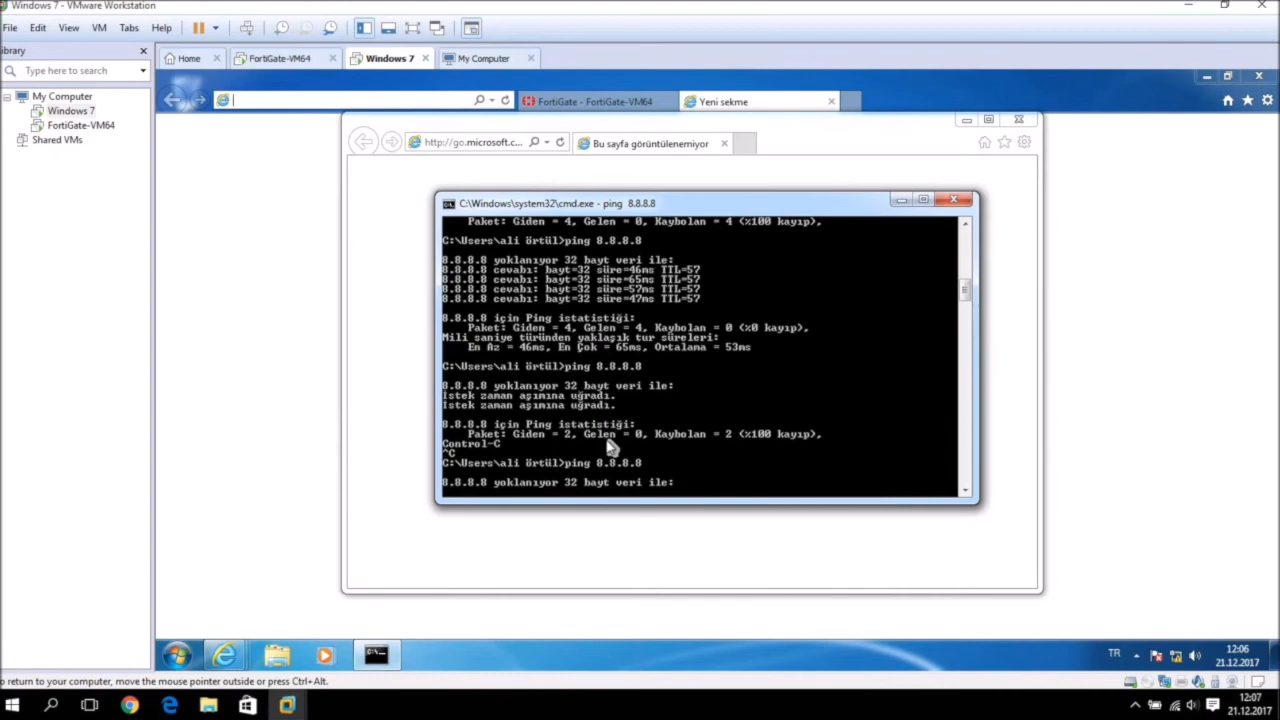 Windows 7 - VMware Workstation
File Edit View VM Tabs Help
ibrary
Type here to search
My Computer
Windows 7
FortiGate-VM64
Shared VMs
Home FortiGate-VM64 Windows 7 My Computer
FortiGate - FortiGate-VM64 Yeni sekme
http://go.microsoft.c... Bu sayfa görüntülenemiyor
C:\Windows\system32\cmd.exe - ping 8.8.8.8
Paket: Giden = 4, Gelen = 0, Kaybolan = 4 (%100 kayıp),
C:\Users\ali örtül>ping 8.8.8.8
8.8.8.8 yoklanıyor 32 bayt veri ile:
8.8.8.8 cevabı: bayt=32 süre=46ms TTL=57
8.8.8.8 cevabı: bayt=32 süre=65ms TTL=57
8.8.8.8 cevabı: bayt=32 süre=57ms TTL=57
8.8.8.8 cevabı: bayt=32 süre=47ms TTL=57
8.8.8.8 için Ping istatistiği:
Paket: Giden = 4, Gelen = 4, Kaybolan = 0 (%0 kayıp),
Mili saniye türünden yaklaşık tur süreleri:
En Az = 46ms, En Çok = 65ms, Ortalama = 53ms
C:\Users\ali örtül>ping 8.8.8.8
8.8.8.8 yoklanıyor 32 bayt veri ile:
İstek zaman aşımına uğradı.
İstek zaman aşımına uğradı.
8.8.8.8 için Ping istatistiği:
Paket: Giden = 2, Gelen = 0, Kaybolan = 2 (%100 kayıp),
Control-C
^C
C:\Users\ali örtül>ping 8.8.8.8
8.8.8.8 yoklanıyor 32 bayt veri ile:
TR
12:06
21.12.2017
o return to your computer, move the mouse pointer outside or press Ctrl+Alt.
12:07
21.12.2017